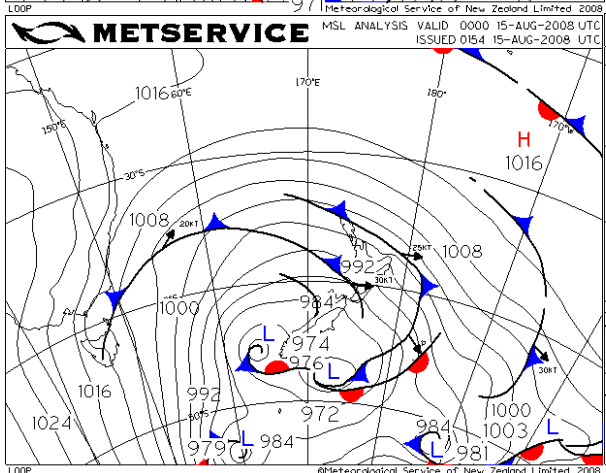 LOOP 971 Meteorological Service of New Zealand Limited 2008
METSERVICE MSL ANALYSIS VALID 0000 15-AUG-2008 UTC
ISSUED 0154 15-AUG-2008 UTC
170°E
1016 160°E 180°
150°E 170°W
H
1016
30°S
1008 20KT
25KT 1008
992
30KT
1000 984
L 974
976 L
30KT
1016 992
972 1000
1024 50°S 984 1003 L
979 L 984 L 981
LOOP ©Meteorological Service of New Zealand Limited 2008